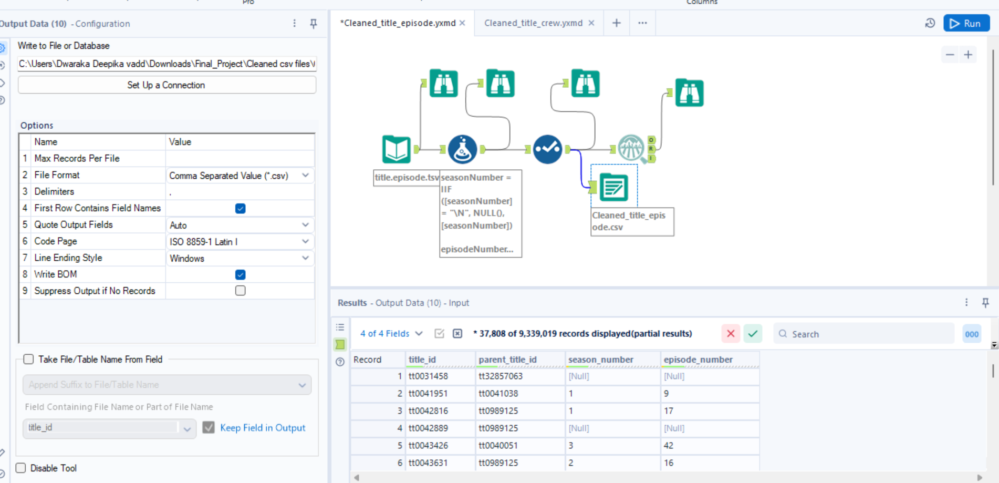 Pro
Columns
Output Data (10) - Configuration
Write to File or Database
C:\Users\Dwaraka Deepika vadd\Downloads\Final_Project\Cleaned csv files\
Set Up a Connection
Options
Name Value
1 Max Records Per File
2 File Format Comma Separated Value (*.csv)
3 Delimiters ,
4 First Row Contains Field Names
5 Quote Output Fields Auto
6 Code Page ISO 8859-1 Latin I
7 Line Ending Style Windows
8 Write BOM
9 Suppress Output if No Records
Take File/Table Name From Field
Append Suffix to File/Table Name
Field Containing File Name or Part of File Name
title_id Keep Field in Output
Disable Tool
*Cleaned_title_episode.yxmd Cleaned_title_crew.yxmd
Run
O
R
I
title.episode.tsv
seasonNumber =
IIF
([seasonNumber]
= "\N", NULL(),
[seasonNumber])
episodeNumber...
Cleaned_title_epis
ode.csv
Results - Output Data (10) - Input
4 of 4 Fields * 37,808 of 9,339,019 records displayed(partial results) Search 000
Record title_id parent_title_id season_number episode_number
1 tt0031458 tt32857063 [Null] [Null]
2 tt0041951 tt0041038 1 9
3 tt0042816 tt0989125 1 17
4 tt0042889 tt0989125 [Null] [Null]
5 tt0043426 tt0040051 3 42
6 tt0043631 tt0989125 2 16